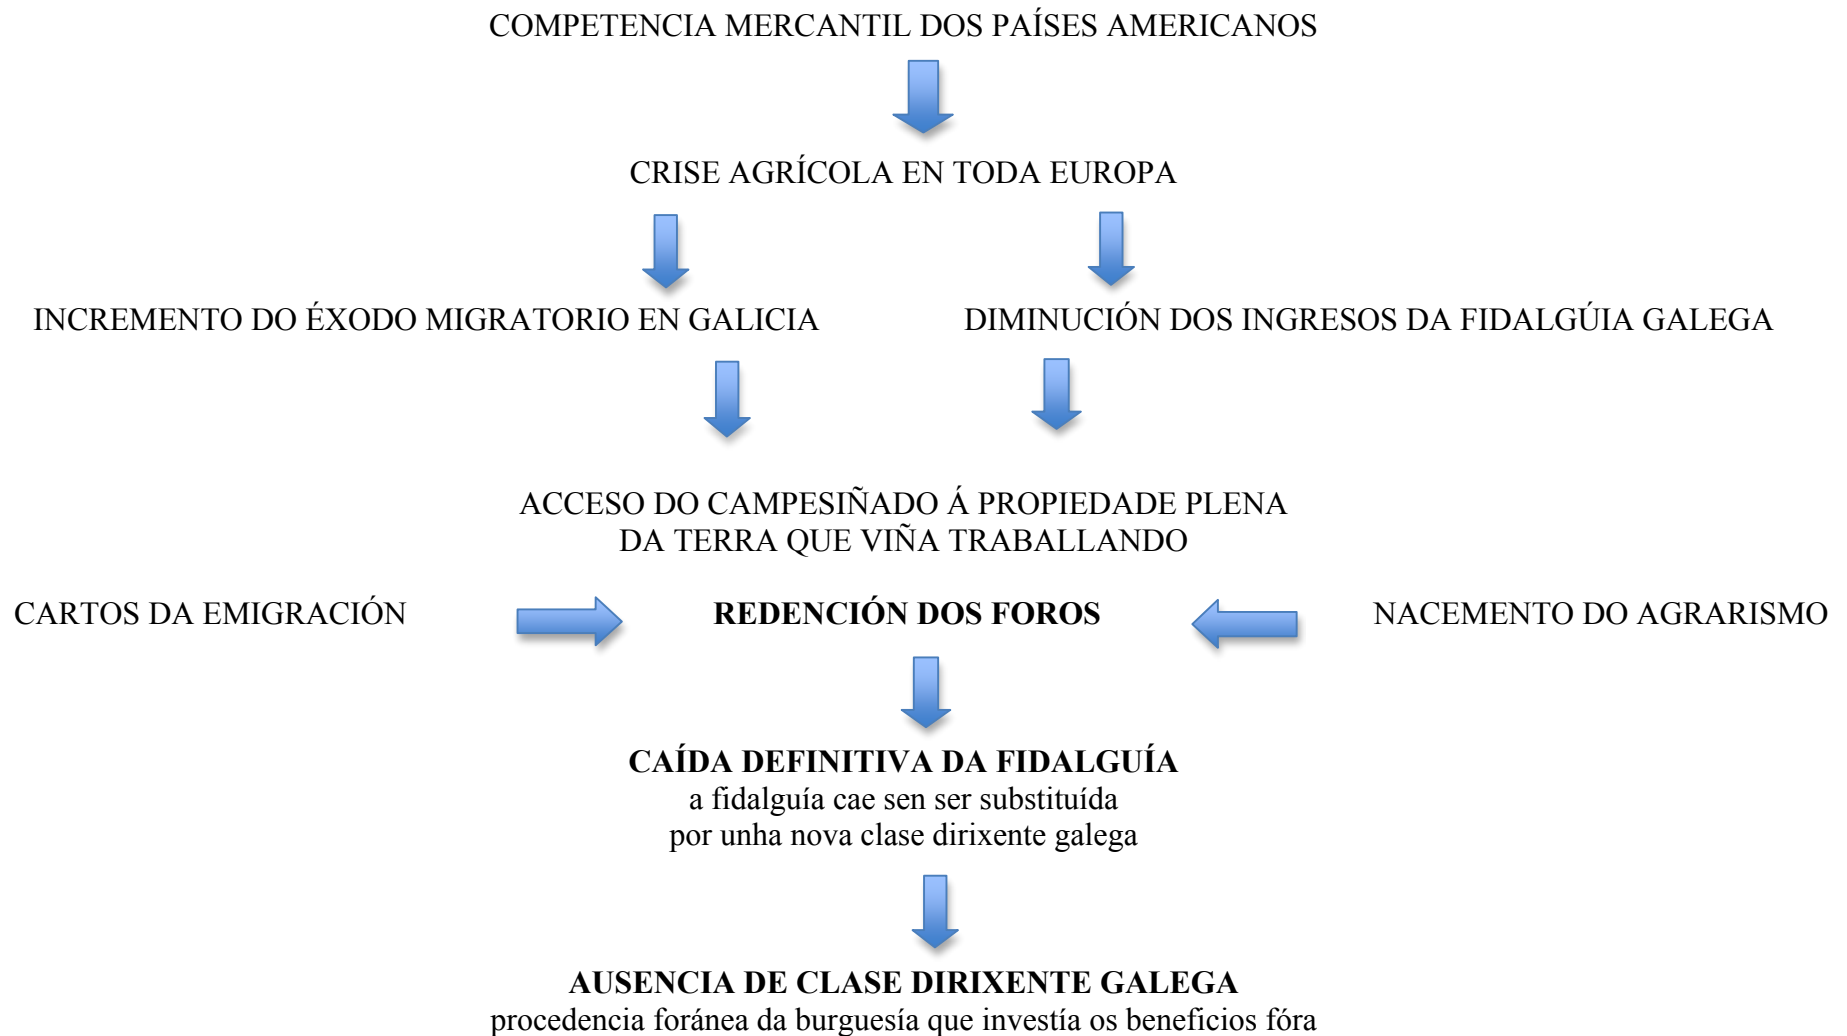 COMPETENCIA MERCANTIL DOS PAÍSES AMERICANOS
CRISE AGRÍCOLA EN TODA EUROPA
INCREMENTO DO ÉXODO MIGRATORIO EN GALICIA
DIMINUCIÓN DOS INGRESOS DA FIDALGÚIA GALEGA
ACCESO DO CAMPESIÑADO Á PROPIEDADE PLENA
DA TERRA QUE VIÑA TRABALLANDO
CARTOS DA EMIGRACIÓN
REDENCIÓN DOS FOROS
NACEMENTO DO AGRARISMO
CAÍDA DEFINITIVA DA FIDALGUÍA
a fidalguía cae sen ser substituída
por unha nova clase dirixente galega
AUSENCIA DE CLASE DIRIXENTE GALEGA
procedencia foránea da burguesía que investía os beneficios fóra